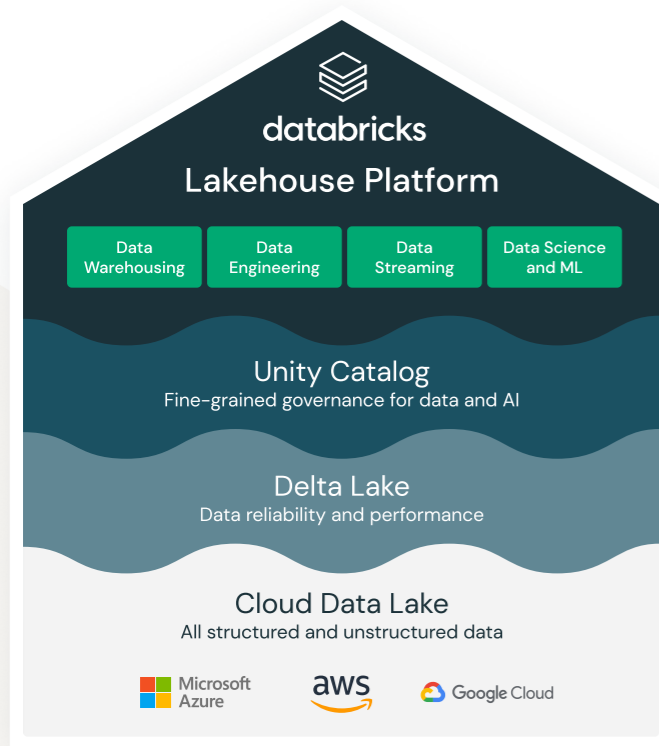 databricks
Lakehouse Platform
Data
Warehousing
Data
Engineering
Data
Streaming
Data Science
and ML
Unity Catalog
Fine-grained governance for data and AI
Delta Lake
Data reliability and performance
Cloud Data Lake
All structured and unstructured data
Microsoft
Azure
aws
Google Cloud